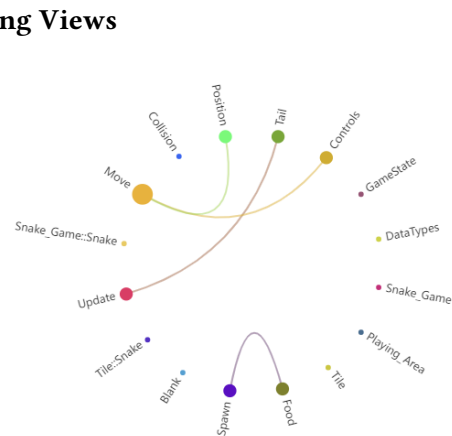 ng Views
Position
Tail
Collision
Controls
Move
GameState
Snake_Game::Snake
DataTypes
Update
Snake_Game
Tile::Snake
Playing_Area
Blank
Tile
Spawn
Food